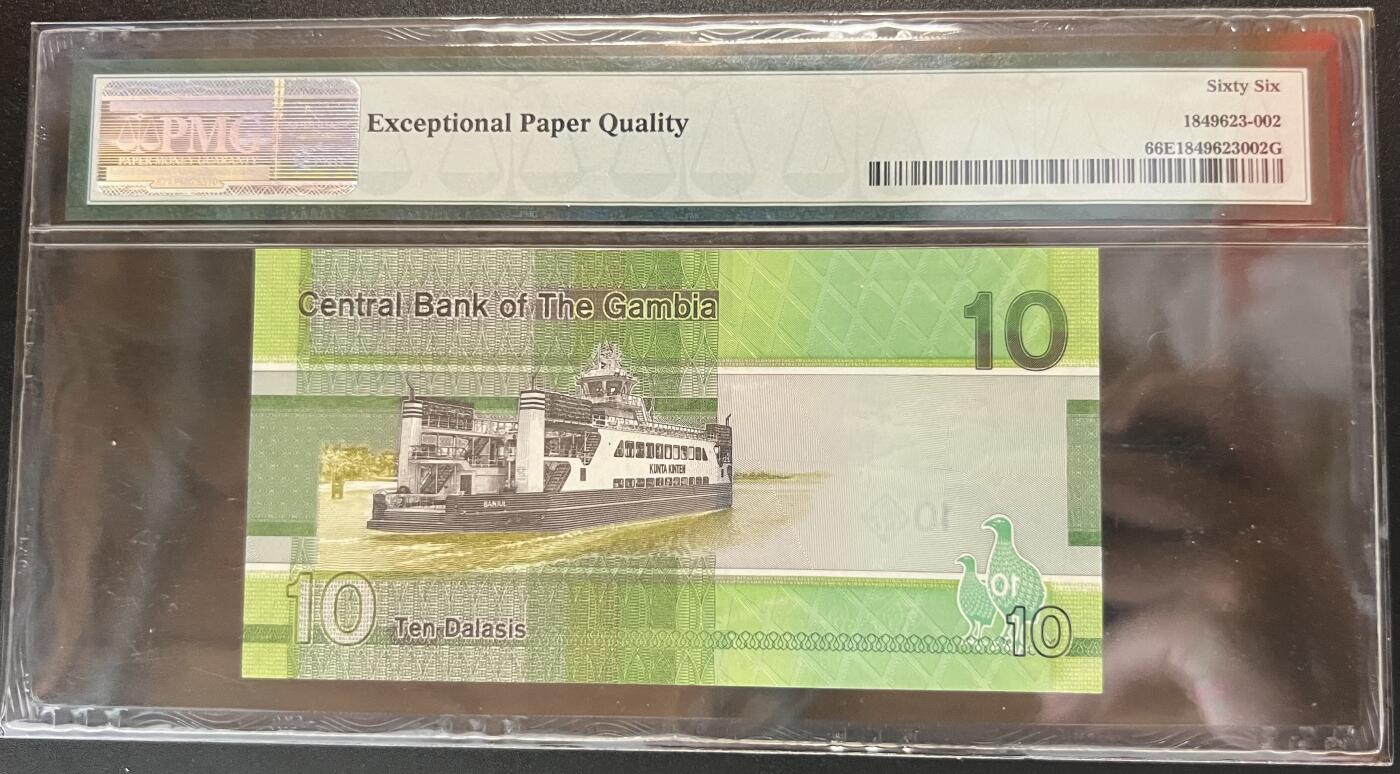 Sixty Six
PMG
Exceptional Paper Quality
1849623-002
66E1849623002G
Central Bank of The Gambia
10
KUNTA KINTEH
BANJUL
10
10
10
Ten Dalasis
10